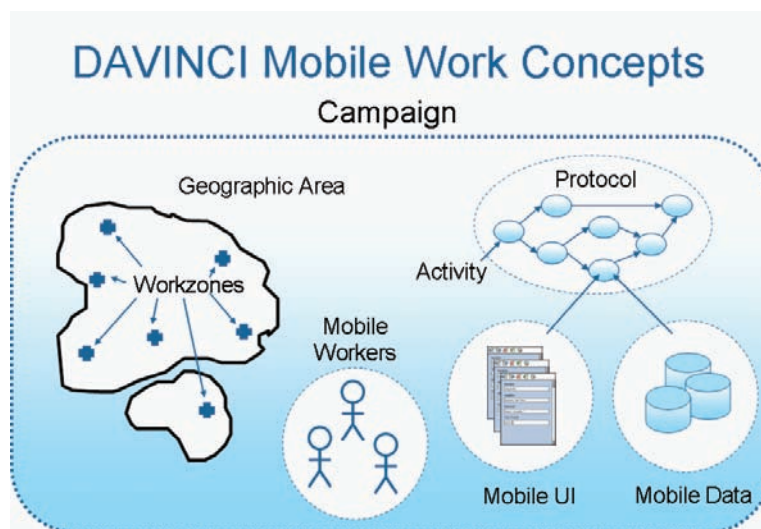 DAVINCI Mobile Work Concepts
Campaign
Geographic Area
Protocol
Activity
Workzones
Mobile
Workers
Mobile UI
Mobile Data